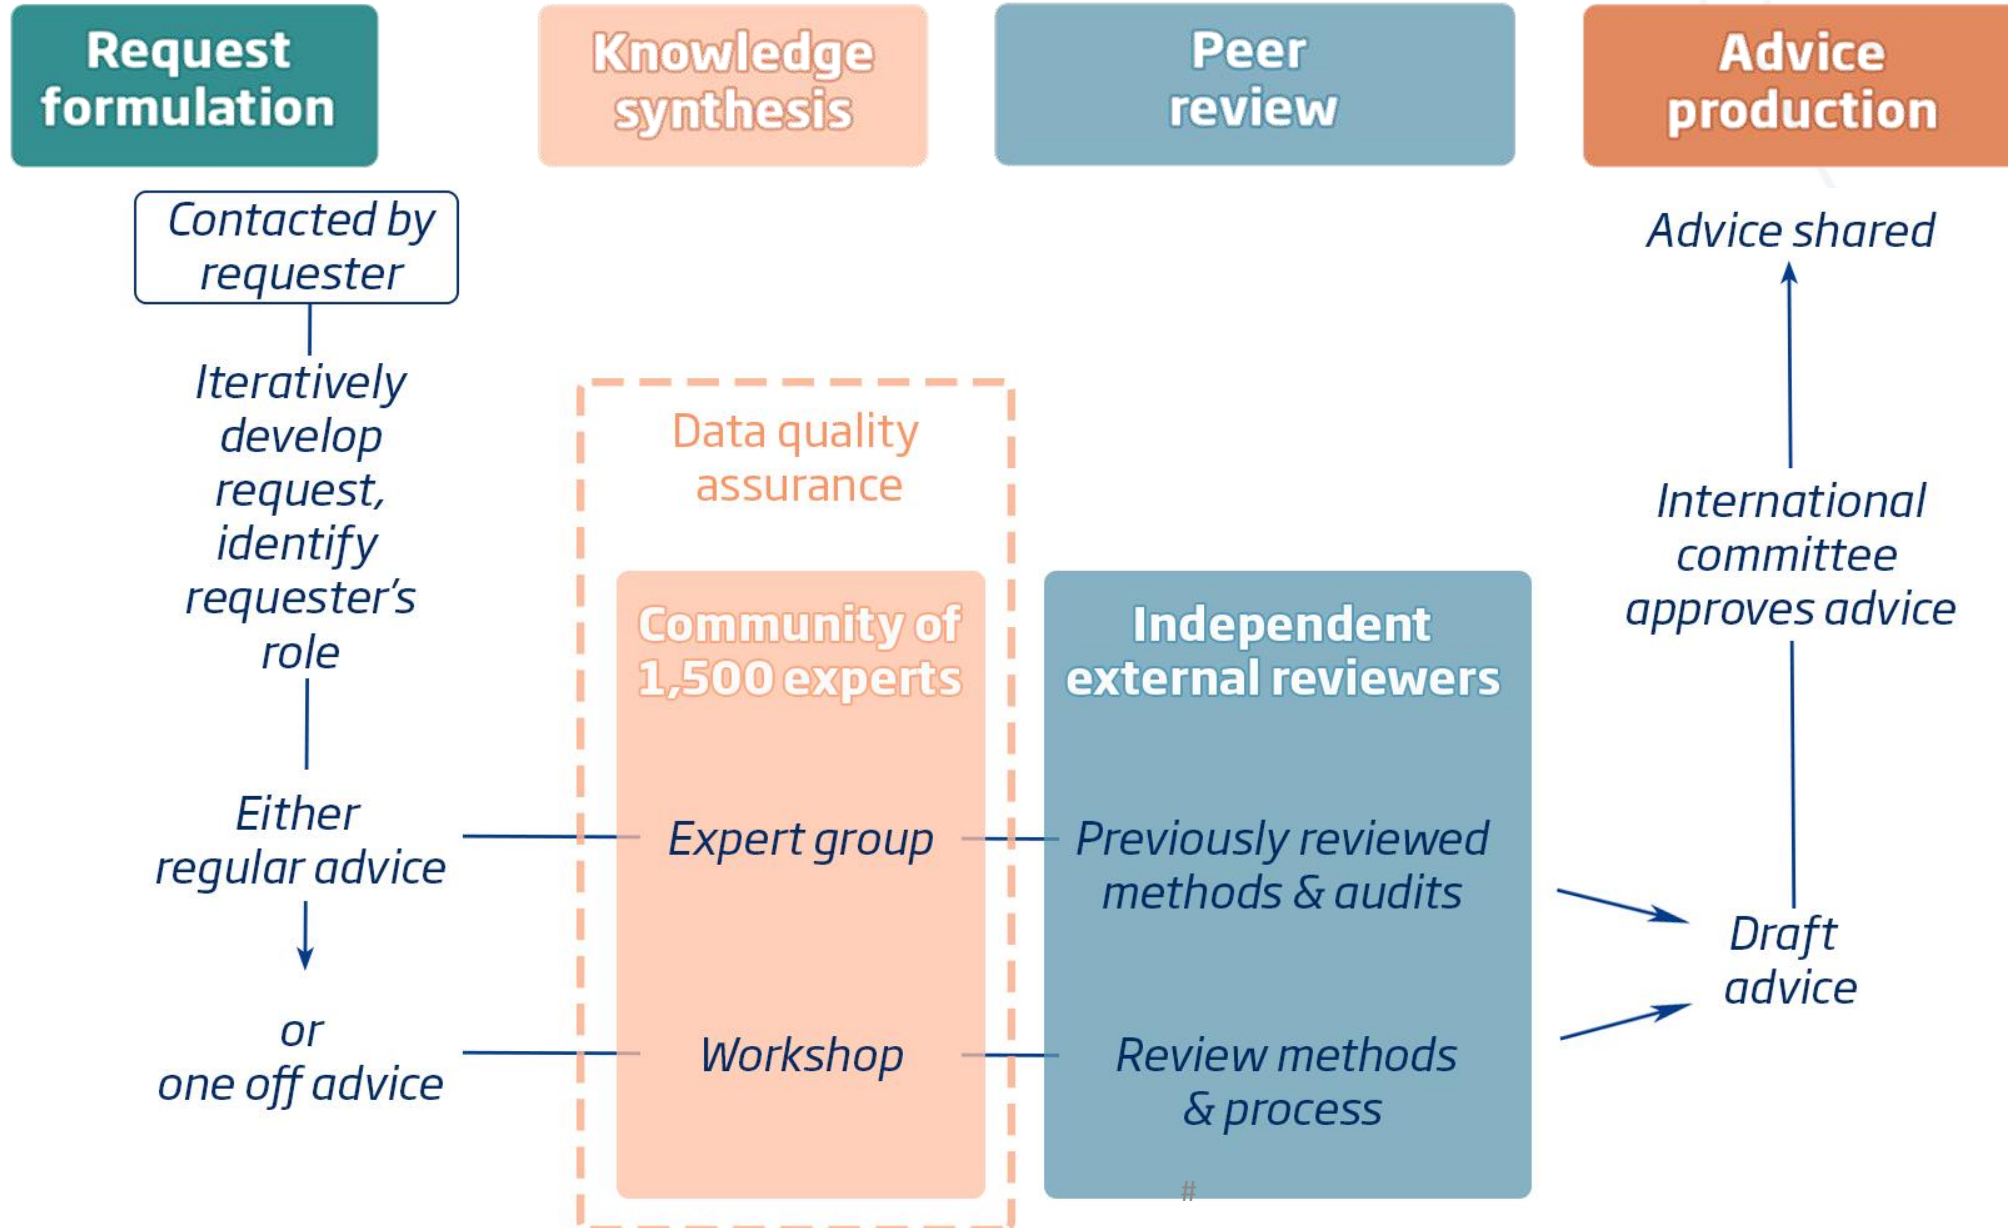 Request
formulation
Knowledge
synthesis
Peer
review
Advice
production
Contacted by
requester
Iteratively
develop
request,
identify
requester's
role
Either
regular advice
or
one off advice
Data quality
assurance
Community of
1,500 experts
Expert group
Workshop
Independent
external reviewers
Previously reviewed
methods & audits
Review methods
& process
#
Advice shared
International
committee
approves advice
Draft
advice